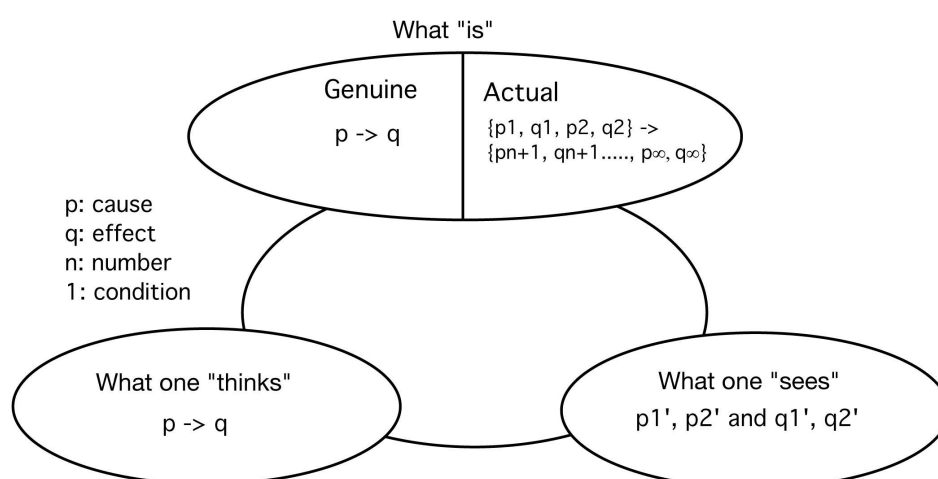 What "is"
Genuine
p -> q
Actual
{p1, q1, p2, q2} ->
{pn+1, qn+1....., p∞, q∞}
p: cause
q: effect
n: number
1: condition
What one "thinks"
p -> q
What one "sees"
p1', p2' and q1', q2'